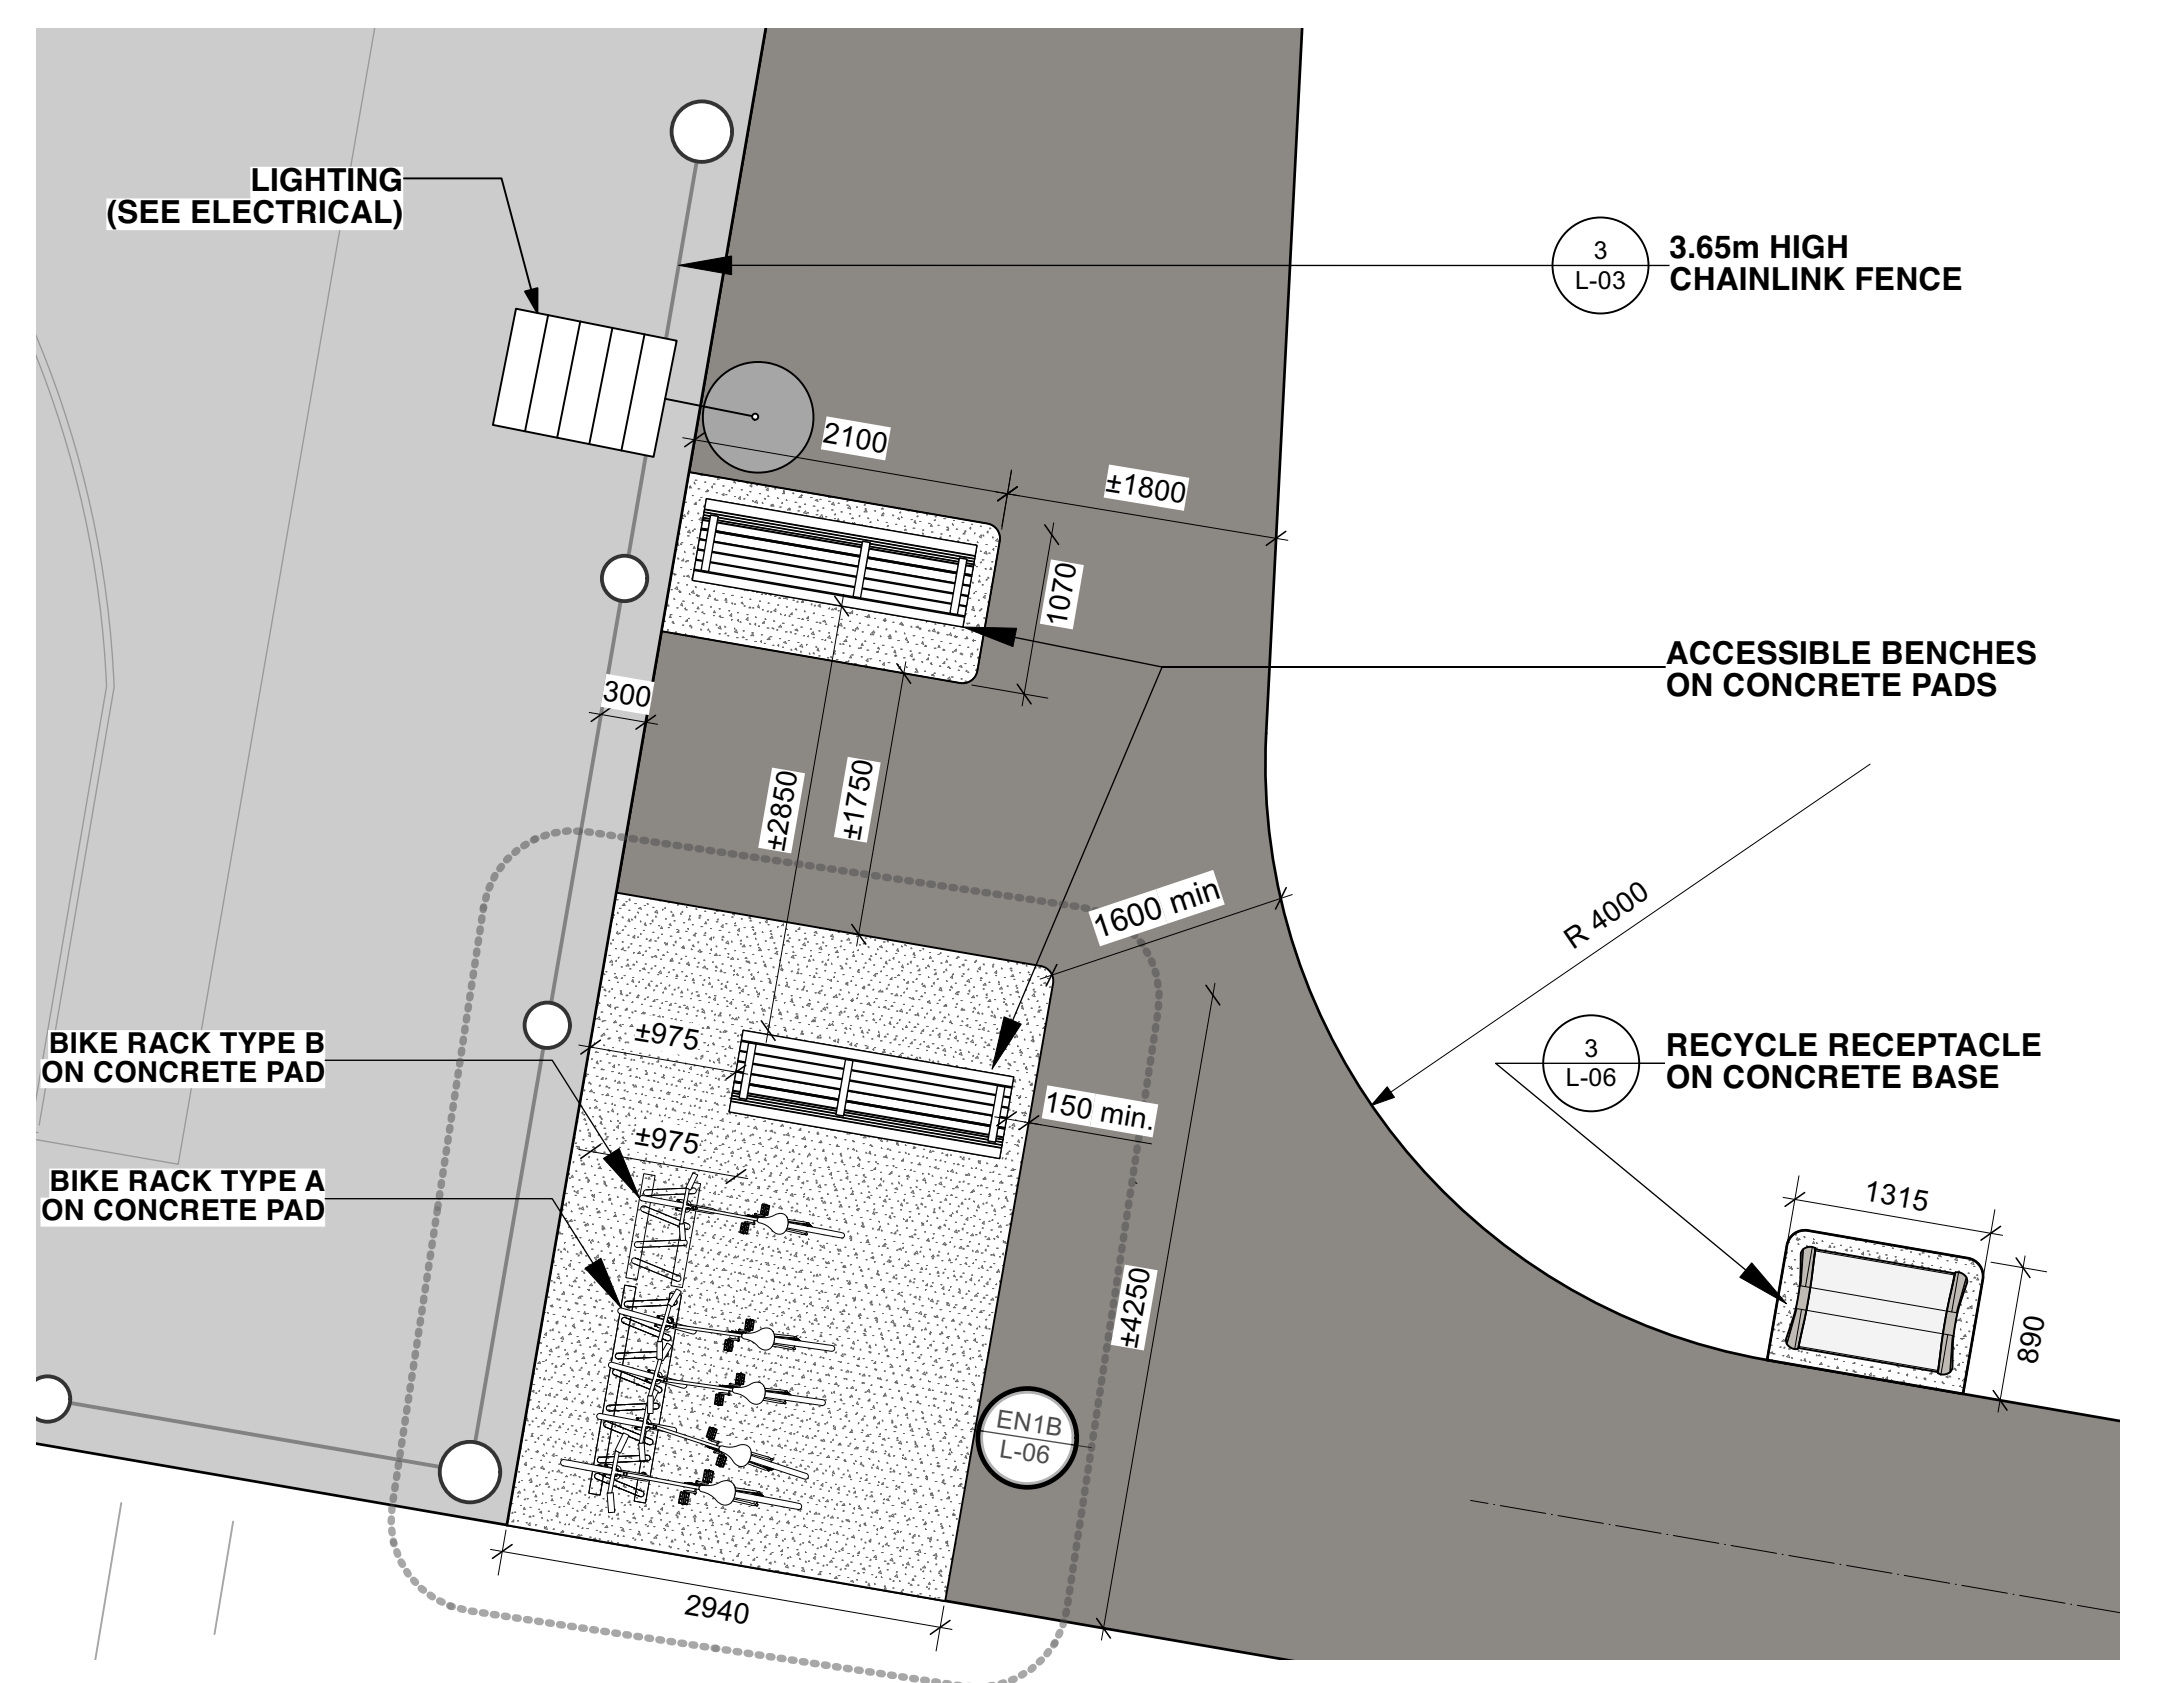 LIGHTING
(SEE ELECTRICAL)
3
L-03
3.65m HIGH
CHAINLINK FENCE
2100
±1800
1070
ACCESSIBLE BENCHES
ON CONCRETE PADS
300
±2850
±1750
1600 min
R 4000
±975
BIKE RACK TYPE B
ON CONCRETE PAD
3
L-06
RECYCLE RECEPTACLE
ON CONCRETE BASE
150 min.
±975
BIKE RACK TYPE A
ON CONCRETE PAD
1315
±4250
890
EN1B
L-06
2940